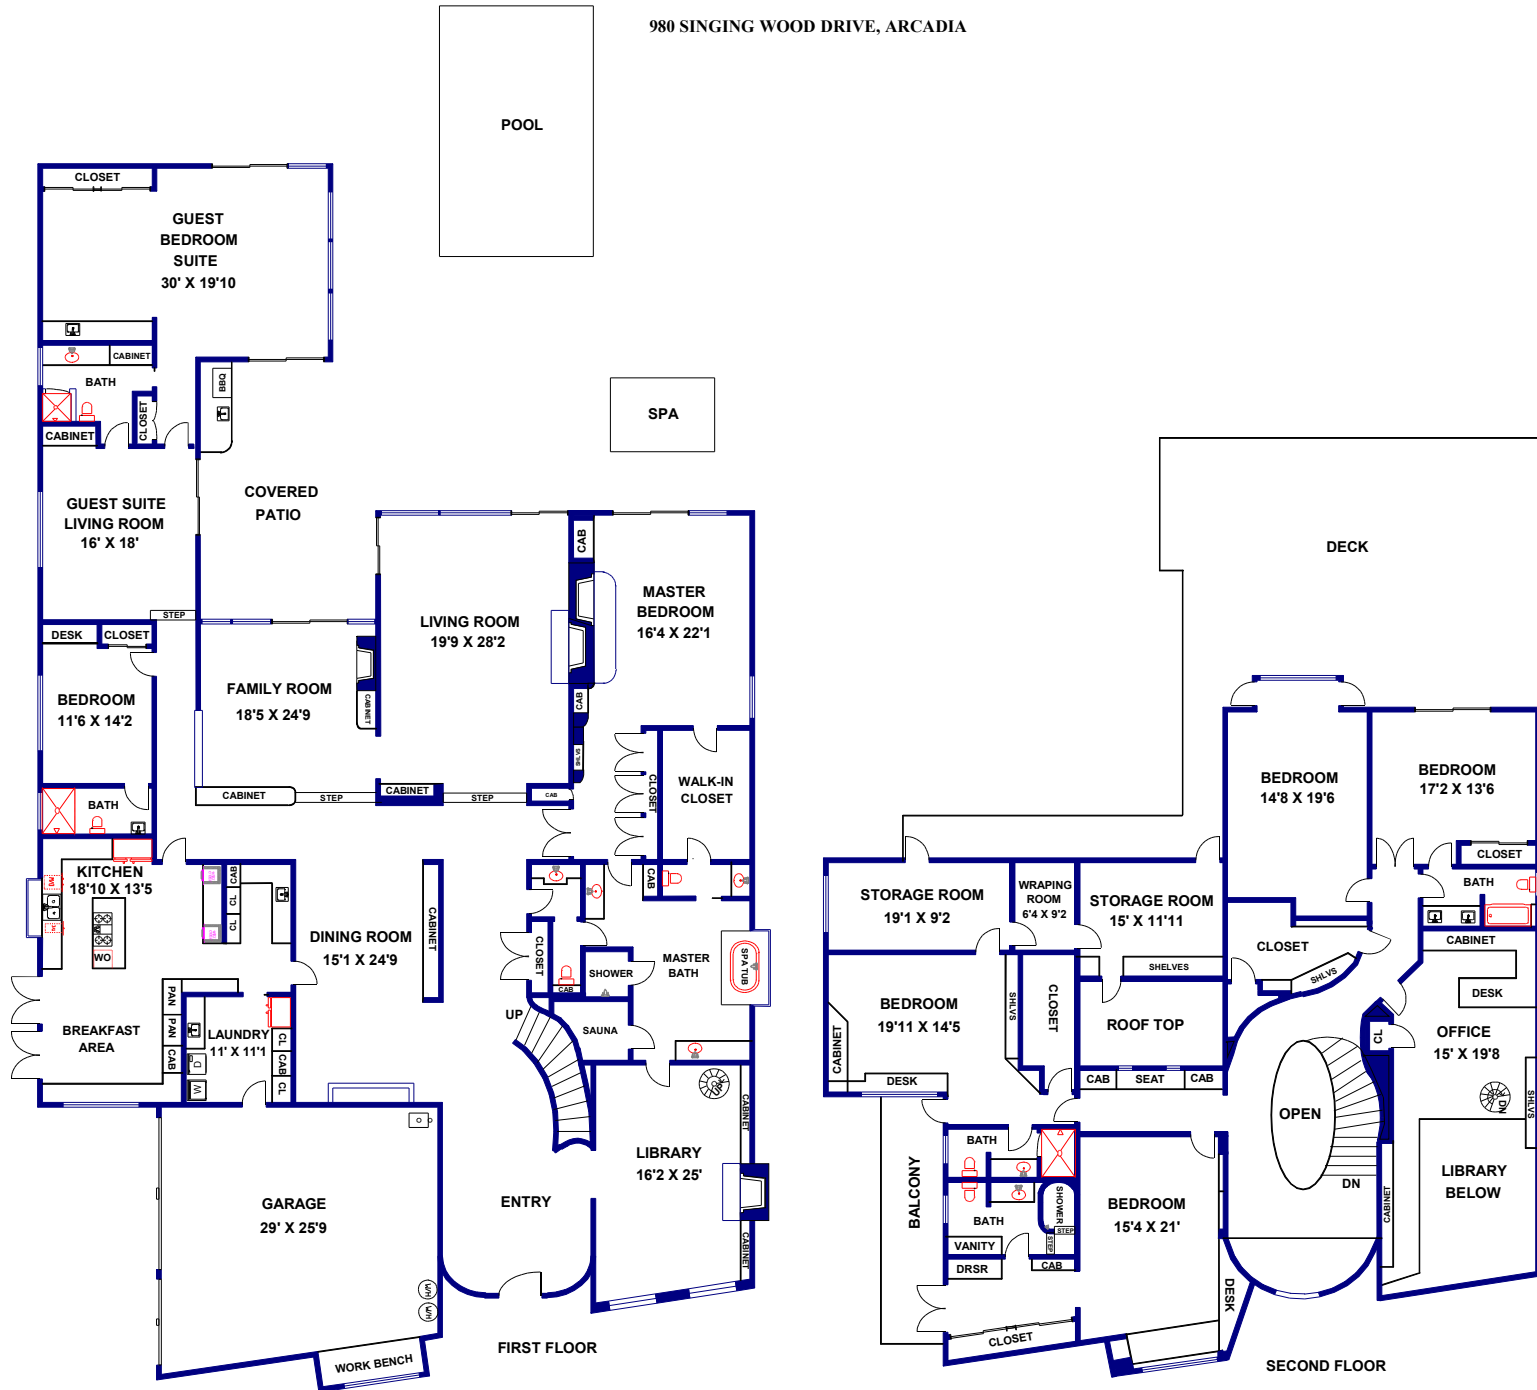 980 SINGING WOOD DRIVE, ARCADIA
POOL
CLOSET
GUEST
BEDROOM
SUITE
30' X 19'10
CABINET
BATH
CLOSET
CABINET
BBQ
SPA
GUEST SUITE
LIVING ROOM
16' X 18'
COVERED
PATIO
STEP
DESK
CLOSET
BEDROOM
11'6 X 14'2
BATH
FAMILY ROOM
18'5 X 24'9
CABINET
LIVING ROOM
19'9 X 28'2
CAB
MASTER
BEDROOM
16'4 X 22'1
CAB
SHLVS
CABINET
STEP
CABINET
STEP
CAB
CLOSET
WALK-IN
CLOSET
KITCHEN
18'10 X 13'5
WO
CAB
CL
CL
DINING ROOM
15'1 X 24'9
CABINET
CAB
CLOSET
CAB
SHOWER
MASTER
BATH
SPA TUB
SAUNA
UP
BREAKFAST
AREA
PAN
PAN
CAB
LAUNDRY
11' X 11'1
D
W
CL
CAB
CL
UP
CABINET
LIBRARY
16'2 X 25'
CABINET
ENTRY
GARAGE
29' X 25'9
W/H
W/H
WORK BENCH
FIRST FLOOR
DECK
BEDROOM
14'8 X 19'6
BEDROOM
17'2 X 13'6
CLOSET
BATH
STORAGE ROOM
19'1 X 9'2
WRAPING
ROOM
6'4 X 9'2
STORAGE ROOM
15' X 11'11
SHELVES
CLOSET
SHLVS
CABINET
DESK
OFFICE
15' X 19'8
CL
DN
SHLVS
LIBRARY
BELOW
CABINET
BEDROOM
19'11 X 14'5
CABINET
DESK
SHLVS
CLOSET
ROOF TOP
CAB
SEAT
CAB
OPEN
DN
BALCONY
BATH
BATH
SHOWER
STEP
STEP
VANITY
DRSR
CAB
BEDROOM
15'4 X 21'
DESK
CLOSET
SECOND FLOOR